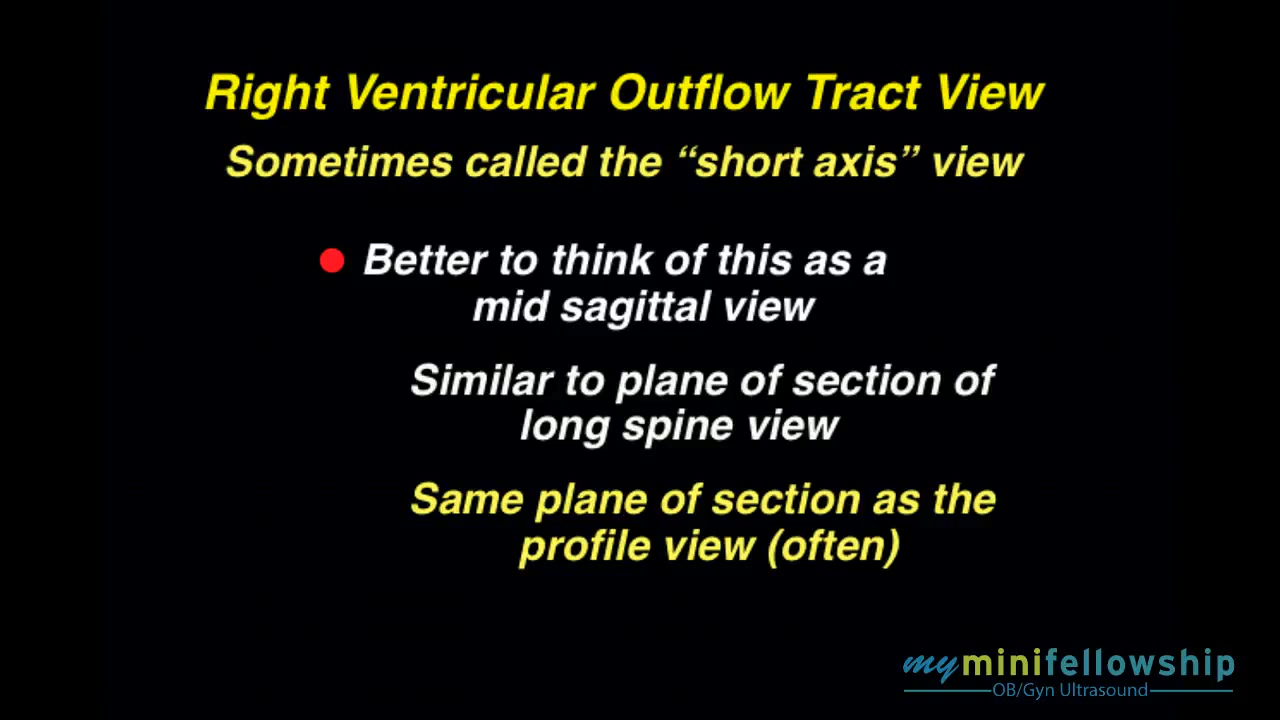 Right Ventricular Outflow Tract View
Sometimes called the “short axis” view
Better to think of this as a
mid sagittal view
Similar to plane of section of
long spine view
Same plane of section as the
profile view (often)
myminifellowship
OB/Gyn Ultrasound